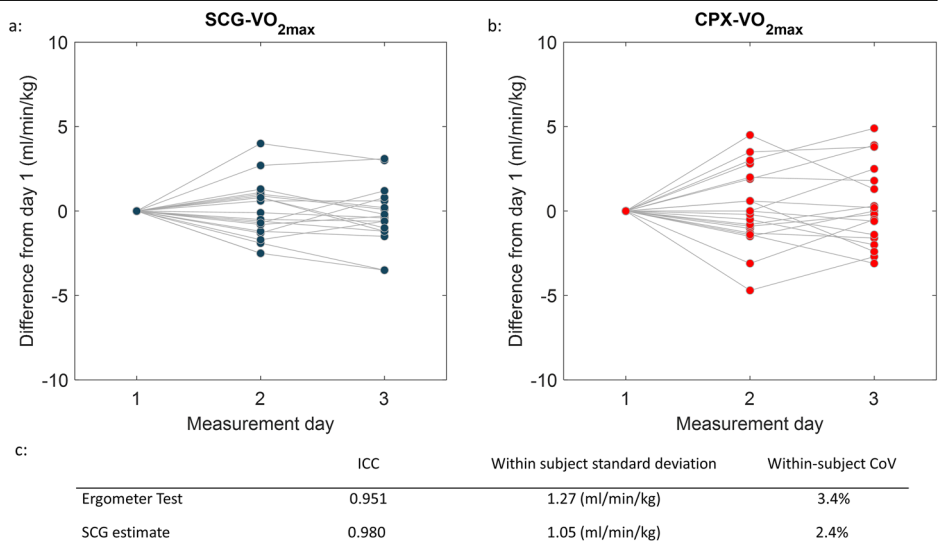 a:
SCG-VO2max
10
5
0
-5
-10
Difference from day 1 (ml/min/kg)
1 2 3
Measurement day
b:
CPX-VO2max
10
5
0
-5
-10
Difference from day 1 (ml/min/kg)
1 2 3
Measurement day
c:
ICC Within subject standard deviation Within-subject CoV
Ergometer Test 0.951 1.27 (ml/min/kg) 3.4%
SCG estimate 0.980 1.05 (ml/min/kg) 2.4%